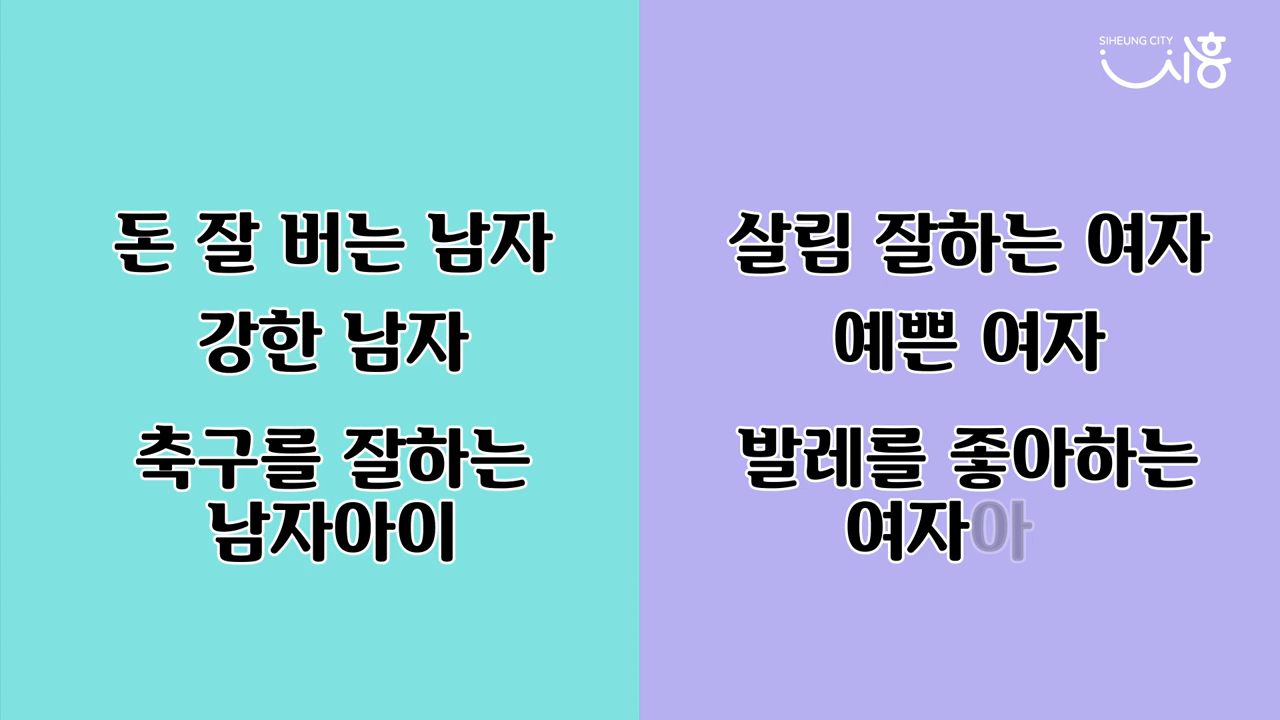 SIHEUNG CITY
시흥
돈 잘 버는 남자
강한 남자
축구를 잘하는
남자아이
살림 잘하는 여자
예쁜 여자
발레를 좋아하는
여자아